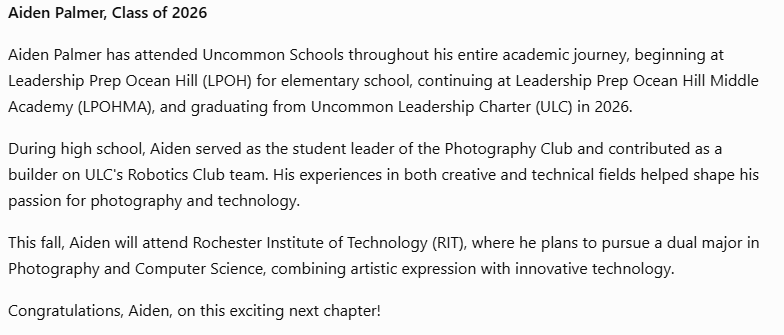 Aiden Palmer, Class of 2026
Aiden Palmer has attended Uncommon Schools throughout his entire academic journey, beginning at
Leadership Prep Ocean Hill (LPOH) for elementary school, continuing at Leadership Prep Ocean Hill Middle
Academy (LPOHMA), and graduating from Uncommon Leadership Charter (ULC) in 2026.
During high school, Aiden served as the student leader of the Photography Club and contributed as a
builder on ULC's Robotics Club team. His experiences in both creative and technical fields helped shape his
passion for photography and technology.
This fall, Aiden will attend Rochester Institute of Technology (RIT), where he plans to pursue a dual major in
Photography and Computer Science, combining artistic expression with innovative technology.
Congratulations, Aiden, on this exciting next chapter!